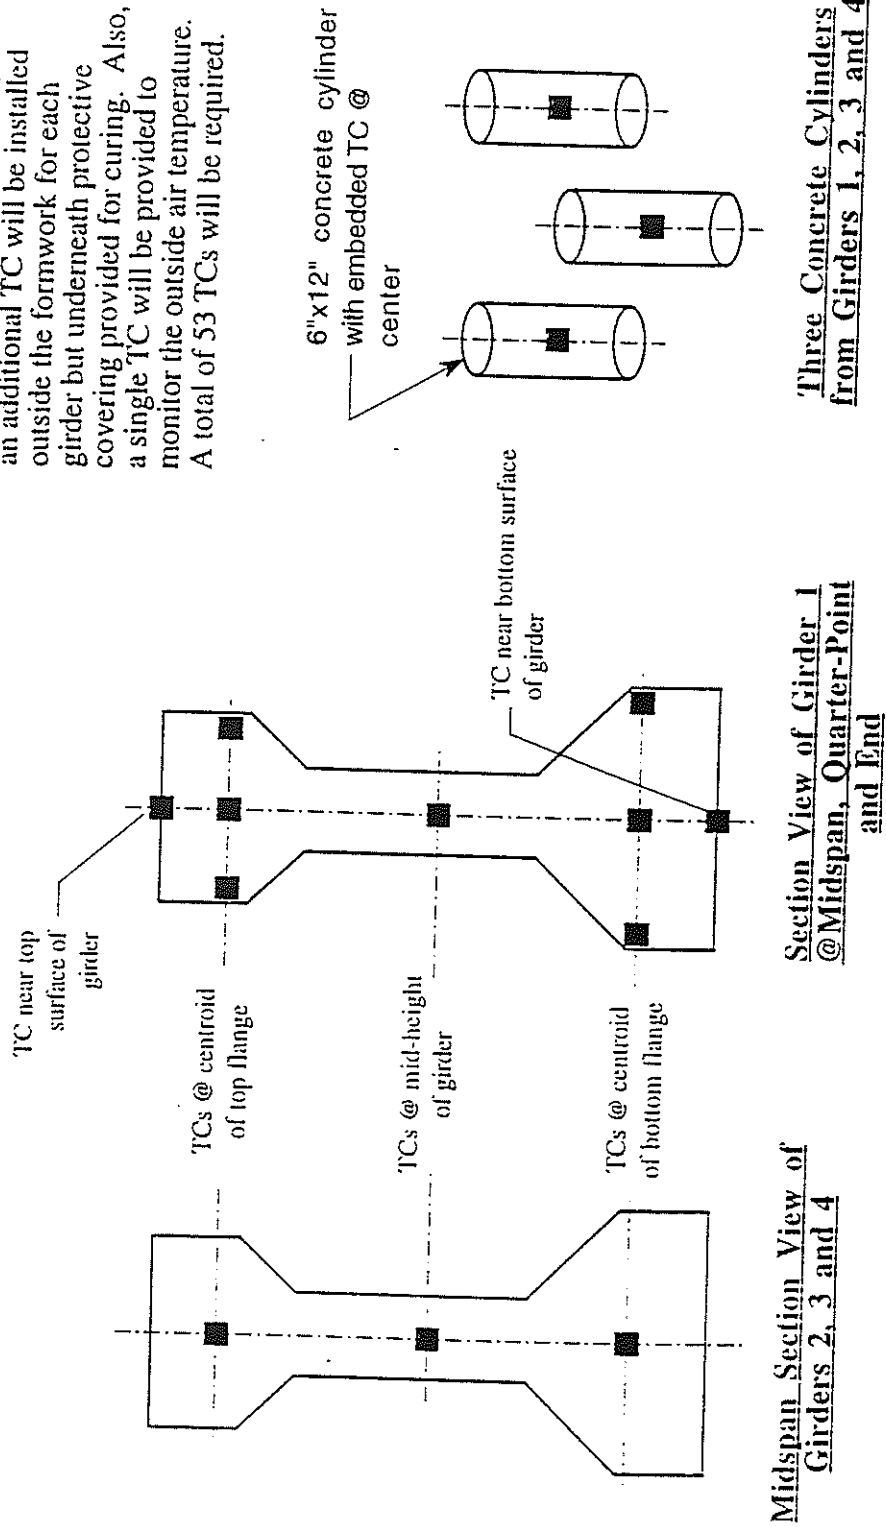 an additional TC will be installed
outside the formwork for each
girder but underneath protective
covering provided for curing. Also,
a single TC will be provided to
monitor the outside air temperature.
A total of 53 TCs will be required.
6"x12" concrete cylinder
with embedded TC @
center
Three Concrete Cylinders
from Girders 1, 2, 3 and 4
TC near top
surface of
girder
TCs @ centroid
of top flange
TCs @ mid-height
of girder
TCs @ centroid
of bottom flange
TC near bottom surface
of girder
Section View of Girder 1
@Midspan, Quarter-Point
and End
Midspan Section View of
Girders 2, 3 and 4